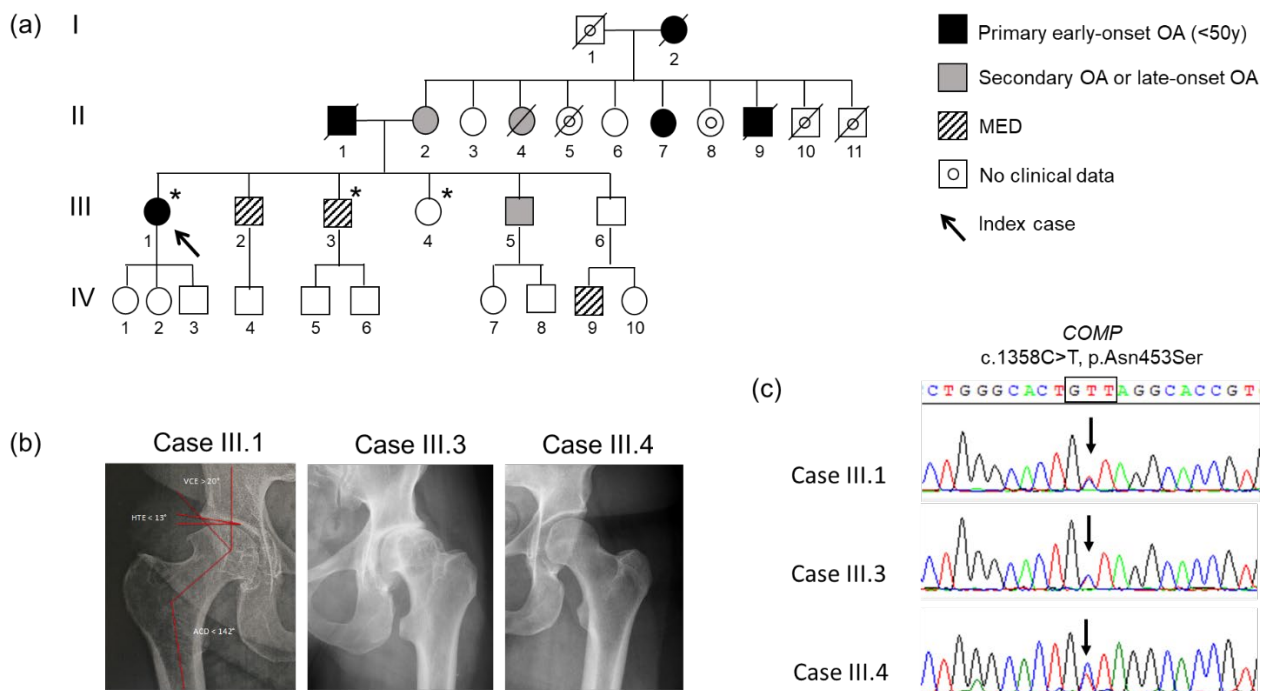 (a)
I
1 2
Primary early-onset OA (<50y)
Secondary OA or late-onset OA
MED
No clinical data
Index case
II
1 2 3 4 5 6 7 8 9 10 11
III
* * *
1 2 3 4 5 6
IV
1 2 3 4 5 6 7 8 9 10
(b)
Case III.1 Case III.3 Case III.4
VCE > 20°
HTE < 13°
ACD < 142°
(c)
COMP
c.1358C>T, p.Asn453Ser
C T G G G C A C T G T T A G G C A C C G T
Case III.1
Case III.3
Case III.4